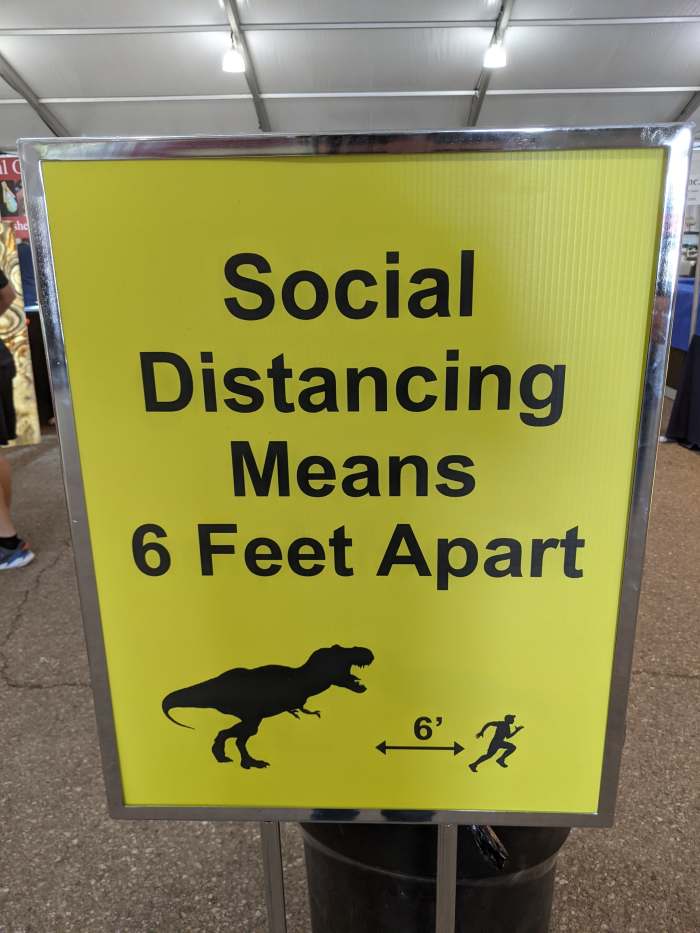 Social
Distancing
Means
6 Feet Apart
6'